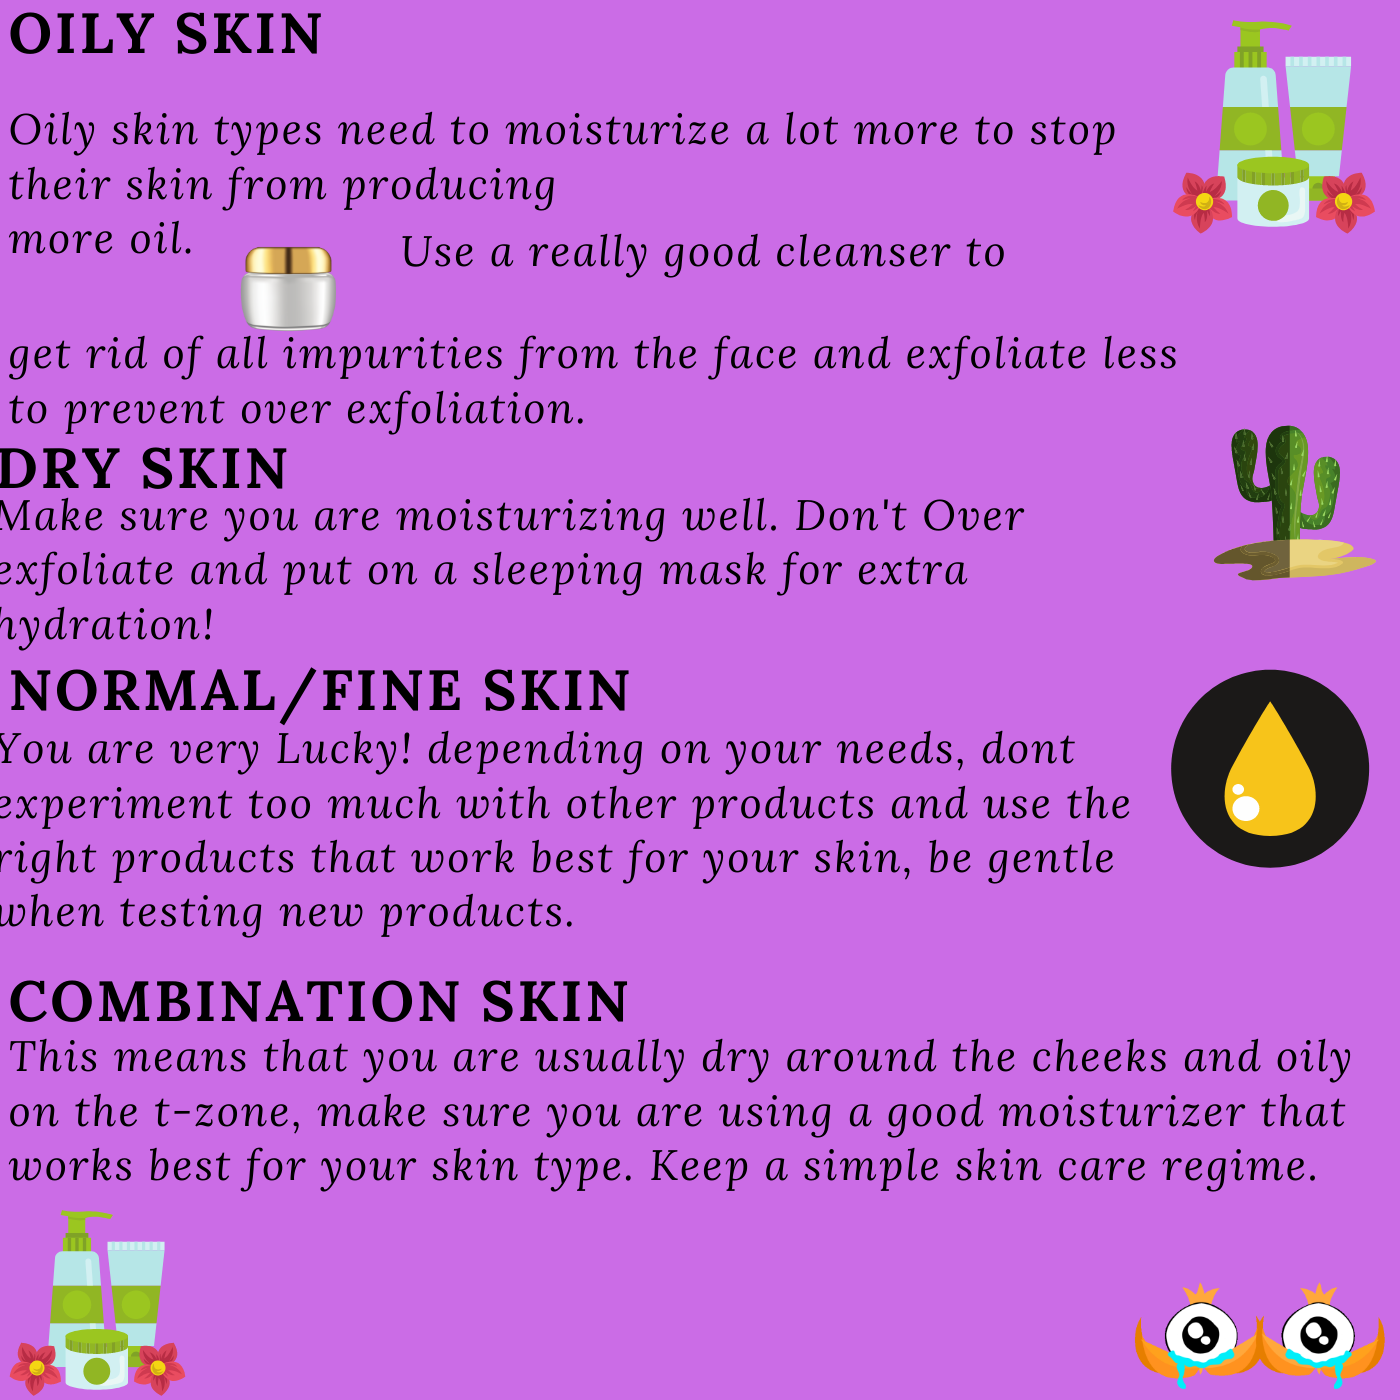 OILY SKIN
Oily skin types need to moisturize a lot more to stop
their skin from producing
more oil. Use a really good cleanser to
get rid of all impurities from the face and exfoliate less
to prevent over exfoliation.
DRY SKIN
Make sure you are moisturizing well. Don't Over
exfoliate and put on a sleeping mask for extra
hydration!
NORMAL/FINE SKIN
You are very Lucky! depending on your needs, dont
experiment too much with other products and use the
right products that work best for your skin, be gentle
when testing new products.
COMBINATION SKIN
This means that you are usually dry around the cheeks and oily
on the t-zone, make sure you are using a good moisturizer that
works best for your skin type. Keep a simple skin care regime.